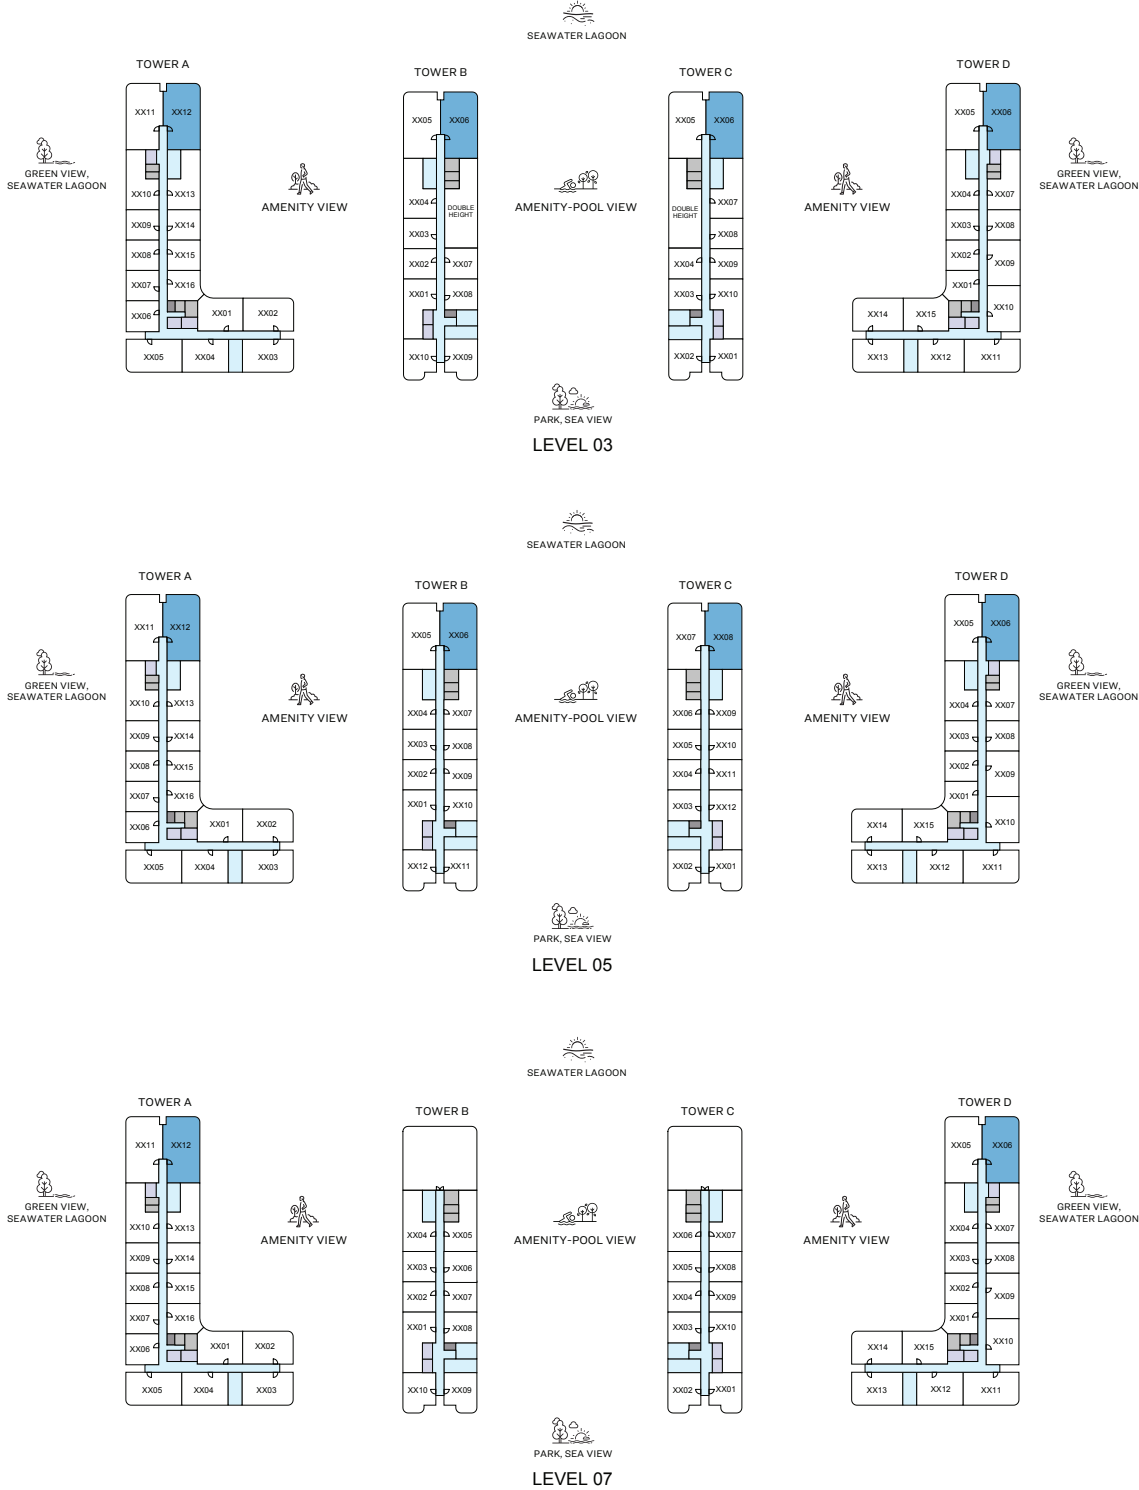 SEAWATER LAGOON
TOWER A
TOWER B
TOWER C
TOWER D
XX11 XX12
XX05 XX06
XX05 XX06
XX05 XX06
GREEN VIEW,
SEAWATER LAGOON
AMENITY VIEW
AMENITY-POOL VIEW
AMENITY VIEW
GREEN VIEW,
SEAWATER LAGOON
XX10 XX13
XX09 XX14
XX08 XX15
XX07 XX16
XX06 XX01 XX02
XX05 XX04 XX03
XX04 DOUBLE
HEIGHT
XX03
XX02 XX07
XX01 XX08
XX10 XX09
DOUBLE
HEIGHT
XX07
XX08
XX04 XX09
XX03 XX10
XX02 XX01
XX04 XX07
XX03 XX08
XX02 XX09
XX01 XX10
XX14 XX15
XX13 XX12 XX11
PARK, SEA VIEW
LEVEL 03
SEAWATER LAGOON
TOWER A
TOWER B
TOWER C
TOWER D
XX11 XX12
XX05 XX06
XX07 XX08
XX05 XX06
GREEN VIEW,
SEAWATER LAGOON
AMENITY VIEW
AMENITY-POOL VIEW
AMENITY VIEW
GREEN VIEW,
SEAWATER LAGOON
XX10 XX13
XX09 XX14
XX08 XX15
XX07 XX16
XX06 XX01 XX02
XX05 XX04 XX03
XX04 XX07
XX03 XX08
XX02 XX09
XX01 XX10
XX12 XX11
XX06 XX09
XX05 XX10
XX04 XX11
XX03 XX12
XX02 XX01
XX04 XX07
XX03 XX08
XX02 XX09
XX01 XX10
XX14 XX15
XX13 XX12 XX11
PARK, SEA VIEW
LEVEL 05
SEAWATER LAGOON
TOWER A
TOWER B
TOWER C
TOWER D
XX11 XX12
XX05 XX06
GREEN VIEW,
SEAWATER LAGOON
AMENITY VIEW
AMENITY-POOL VIEW
AMENITY VIEW
GREEN VIEW,
SEAWATER LAGOON
XX10 XX13
XX09 XX14
XX08 XX15
XX07 XX16
XX06 XX01 XX02
XX05 XX04 XX03
XX04 XX05
XX03 XX06
XX02 XX07
XX01 XX08
XX10 XX09
XX06 XX07
XX05 XX08
XX04 XX09
XX03 XX10
XX02 XX01
XX04 XX07
XX03 XX08
XX02 XX09
XX01 XX10
XX14 XX15
XX13 XX12 XX11
PARK, SEA VIEW
LEVEL 07